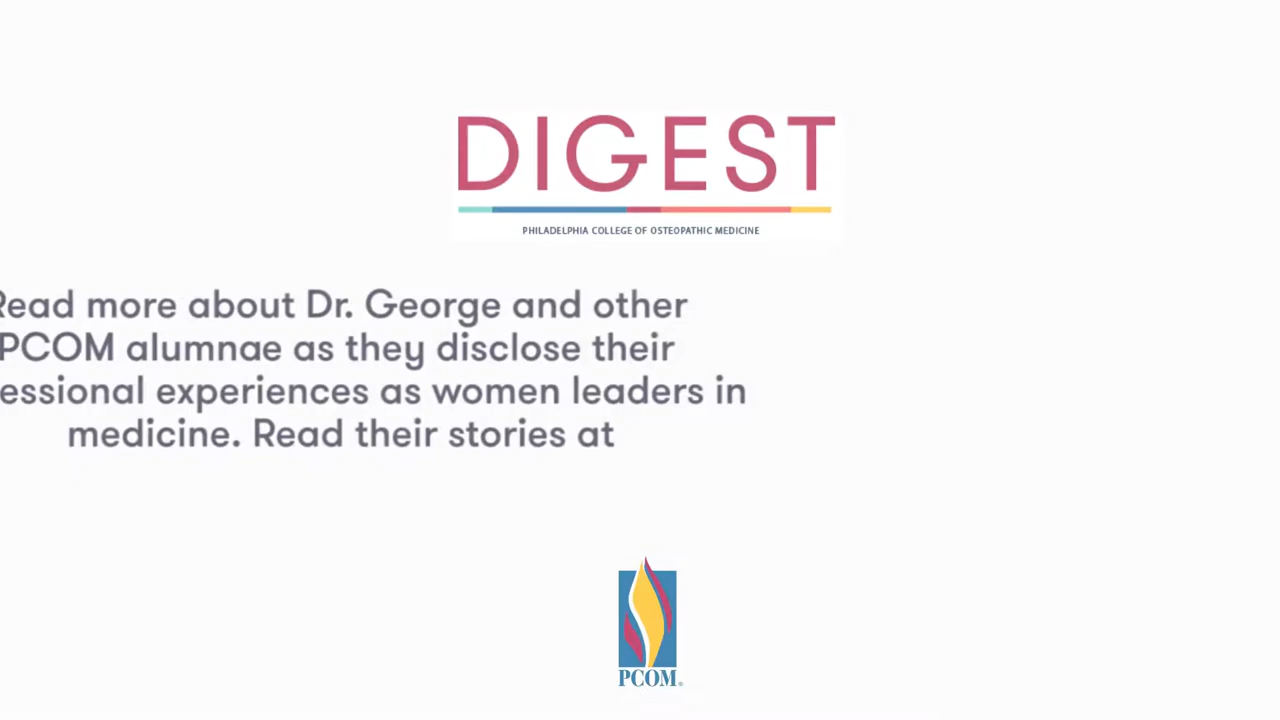 DIGEST
PHILADELPHIA COLLEGE OF OSTEOPATHIC MEDICINE
Read more about Dr. George and other
PCOM alumnae as they disclose their
essional experiences as women leaders in
medicine. Read their stories at
PCOM®